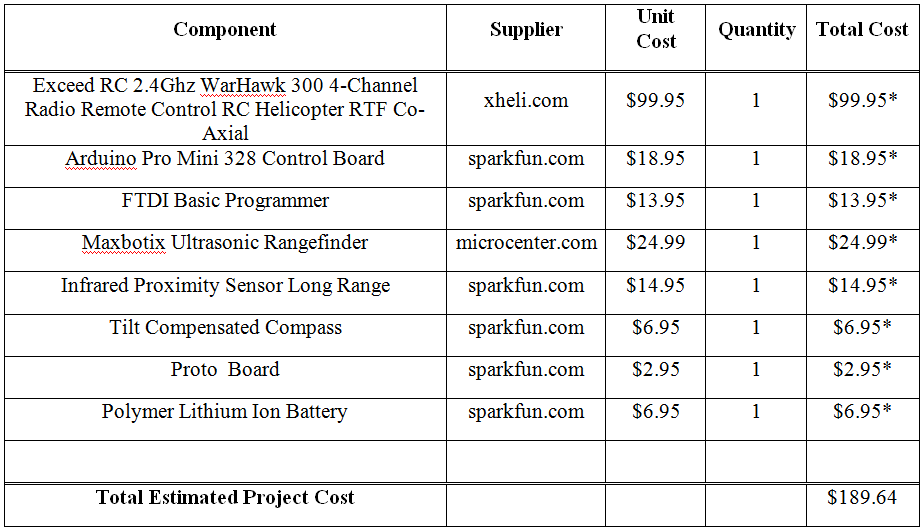 Component Supplier Unit Cost Quantity Total Cost
Exceed RC 2.4Ghz WarHawk 300 4-Channel
Radio Remote Control RC Helicopter RTF Co-
Axial xheli.com $99.95 1 $99.95*
Arduino Pro Mini 328 Control Board sparkfun.com $18.95 1 $18.95*
FTDI Basic Programmer sparkfun.com $13.95 1 $13.95*
Maxbotix Ultrasonic Rangefinder microcenter.com $24.99 1 $24.99*
Infrared Proximity Sensor Long Range sparkfun.com $14.95 1 $14.95*
Tilt Compensated Compass sparkfun.com $6.95 1 $6.95*
Proto Board sparkfun.com $2.95 1 $2.95*
Polymer Lithium Ion Battery sparkfun.com $6.95 1 $6.95*
Total Estimated Project Cost $189.64